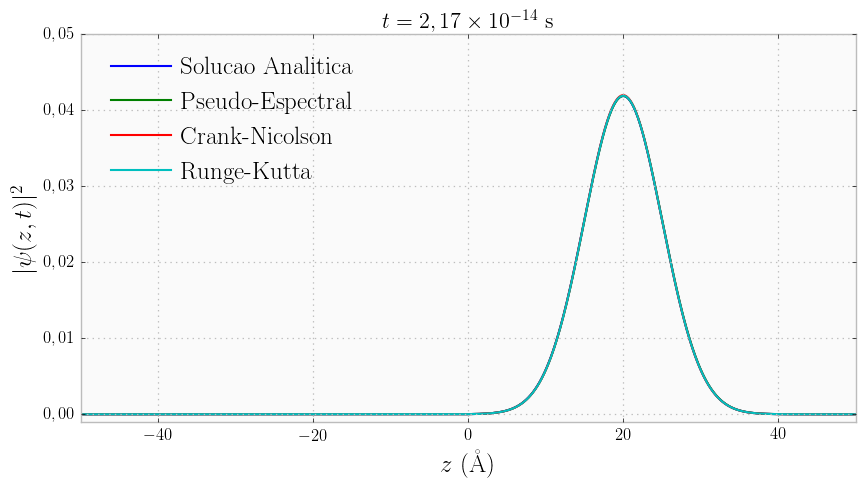 t = 2,17 × 10⁻¹⁴ s
0,05
0,04
0,03
0,02
0,01
0,00
|ψ(z, t)|²
Solucao Analitica
Pseudo-Espectral
Crank-Nicolson
Runge-Kutta
−40 −20 0 20 40
z (Å)